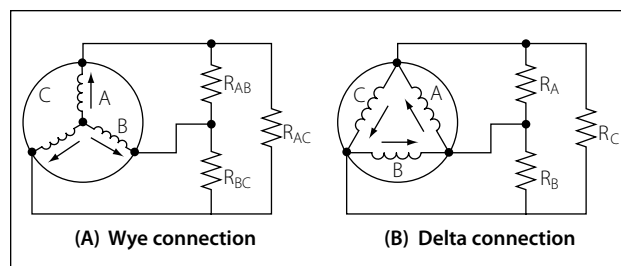 C
A
B
R_AB
R_BC
R_AC
(A) Wye connection
C
A
B
R_A
R_B
R_C
(B) Delta connection